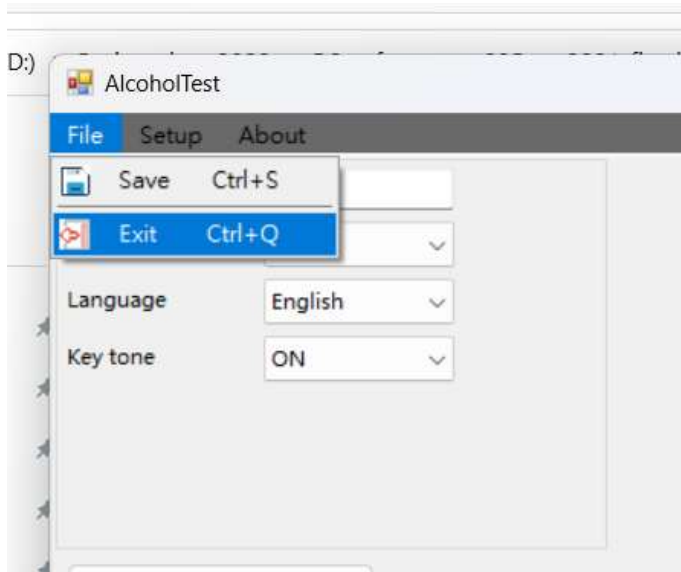 D:)
AlcoholTest
File Setup About
Save Ctrl+S
Exit Ctrl+Q
Language English
Key tone ON